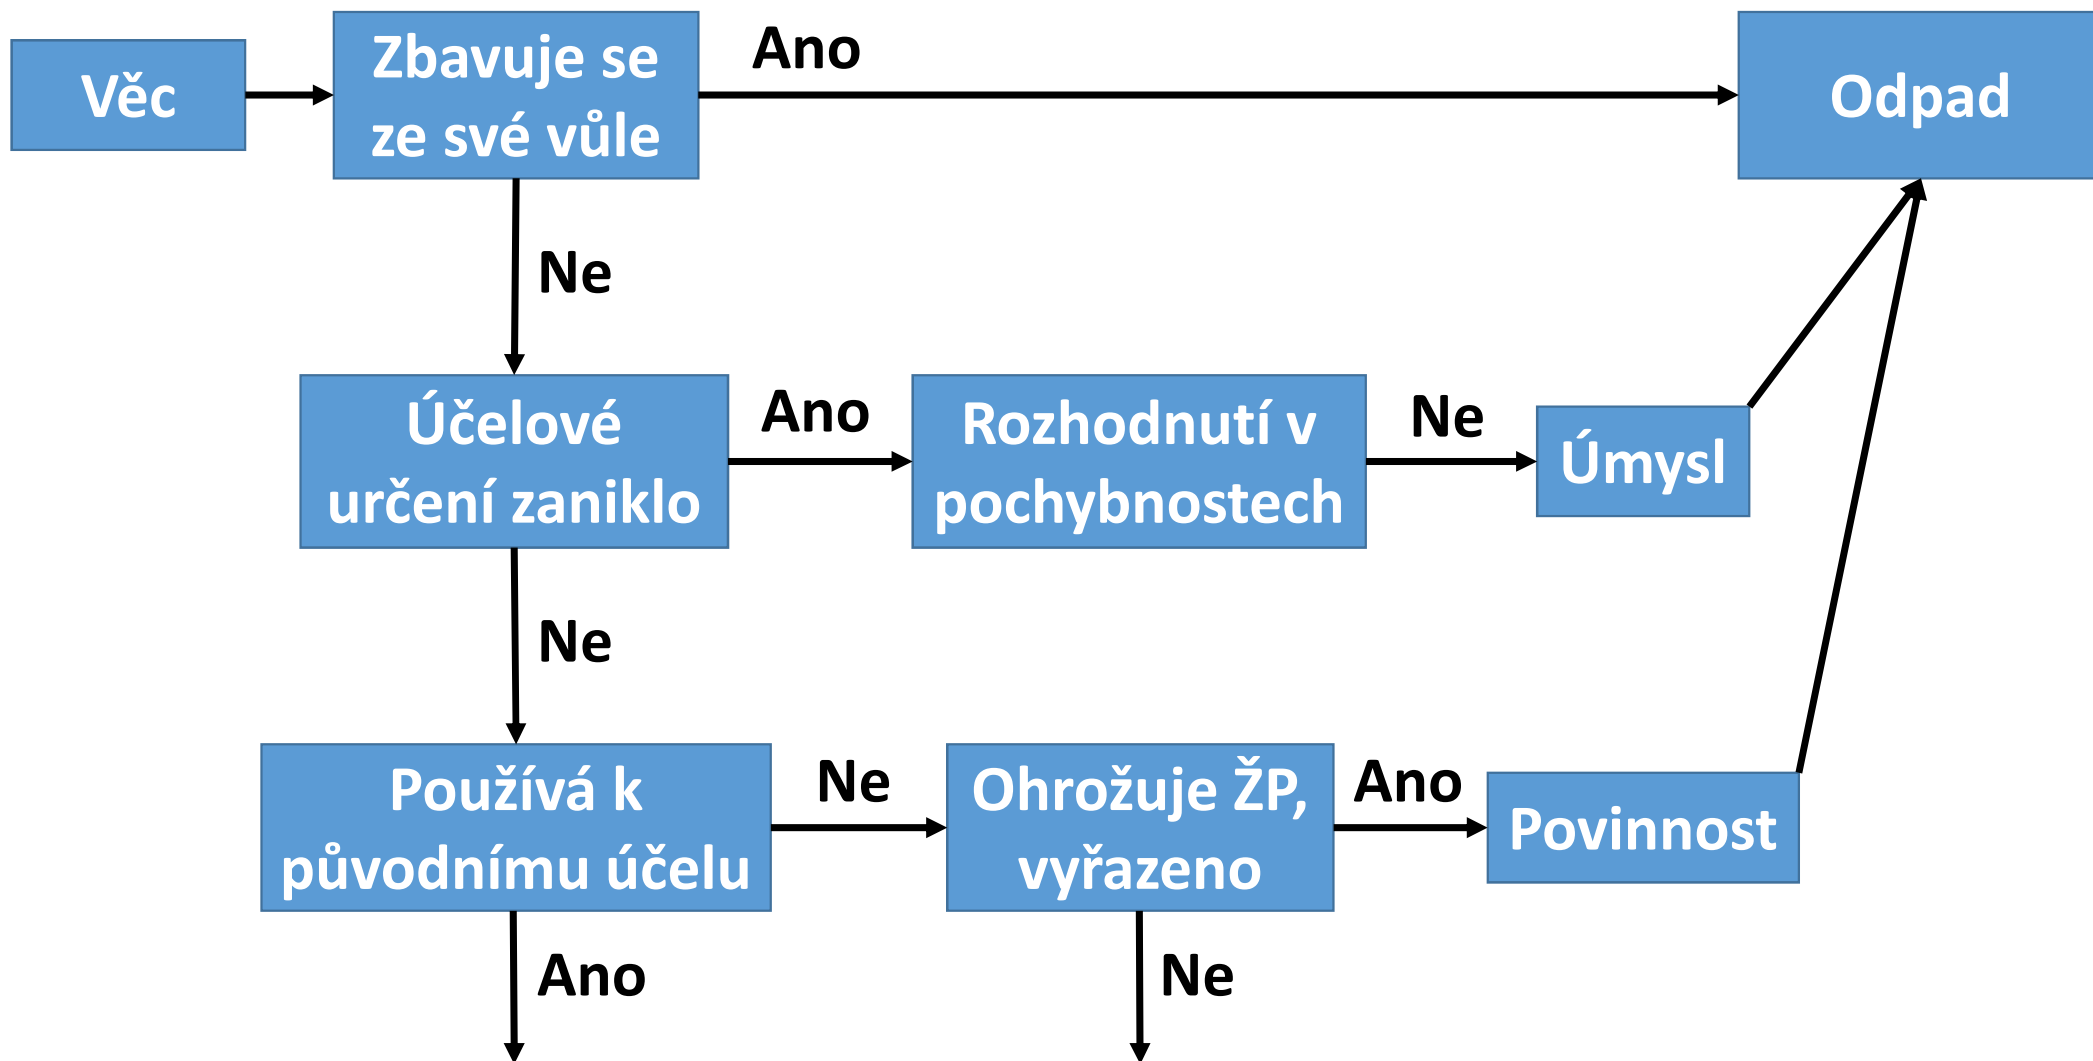 Věc
Zbavuje se
ze své vůle
Ano
Odpad
Ne
Účelové
určení zaniklo
Ano
Rozhodnutí v
pochybnostech
Ne
Úmysl
Ne
Používá k
původnímu účelu
Ne
Ohrožuje ŽP,
vyřazeno
Ano
Povinnost
Ano
Ne